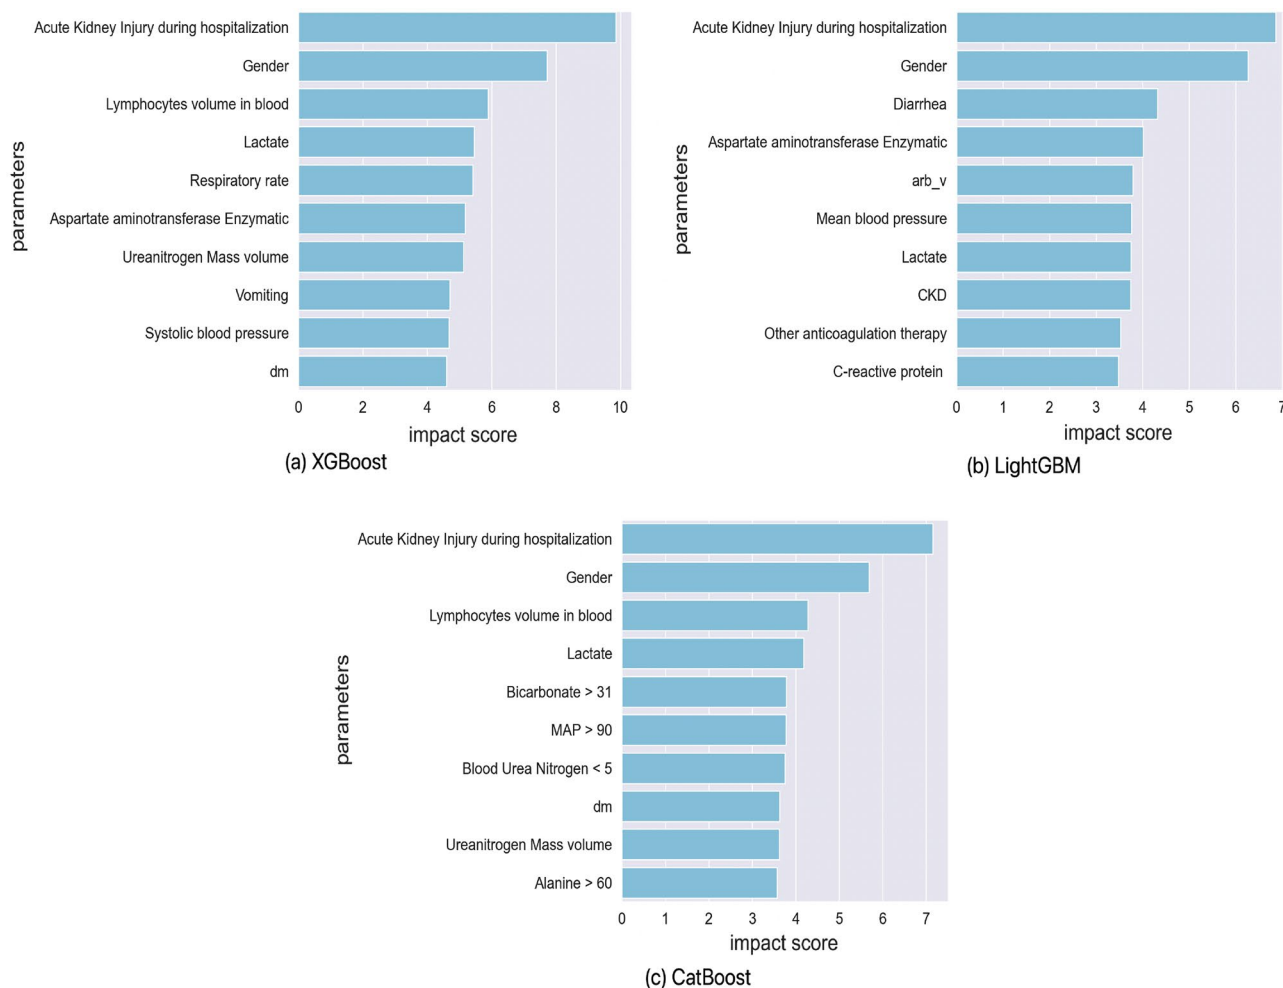 Acute Kidney Injury during hospitalization
Gender
Lymphocytes volume in blood
Lactate
Respiratory rate
Aspartate aminotransferase Enzymatic
Ureanitrogen Mass volume
Vomiting
Systolic blood pressure
dm
parameters
0 2 4 6 8 10
impact score
(a) XGBoost
Acute Kidney Injury during hospitalization
Gender
Diarrhea
Aspartate aminotransferase Enzymatic
arb_v
Mean blood pressure
Lactate
CKD
Other anticoagulation therapy
C-reactive protein
parameters
0 1 2 3 4 5 6 7
impact score
(b) LightGBM
Acute Kidney Injury during hospitalization
Gender
Lymphocytes volume in blood
Lactate
Bicarbonate > 31
MAP > 90
Blood Urea Nitrogen < 5
dm
Ureanitrogen Mass volume
Alanine > 60
parameters
0 1 2 3 4 5 6 7
impact score
(c) CatBoost